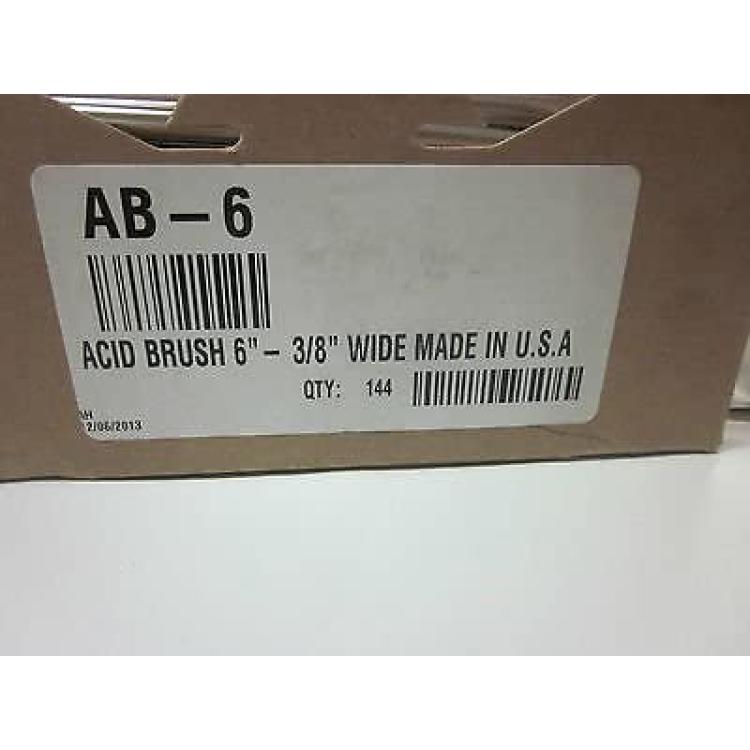 AB – 6
ACID BRUSH 6" – 3/8" WIDE MADE IN U.S.A
QTY: 144
2/06/2013